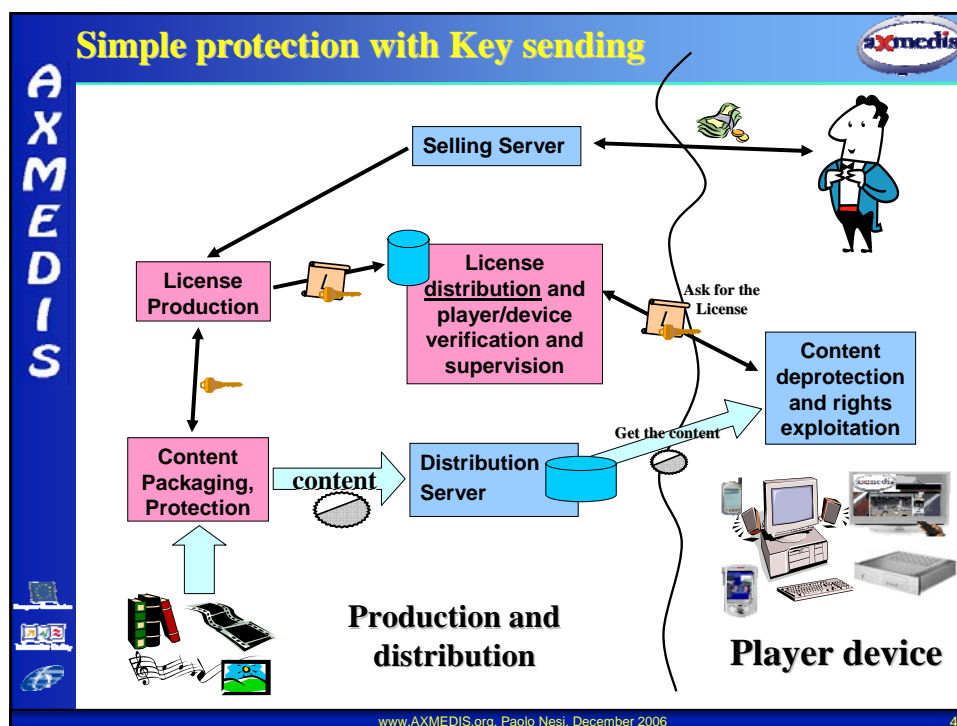 Simple protection with Key sending
axmedis
AXMEDIS
Selling Server
License
Production
License
distribution and
player/device
verification and
supervision
Ask for the
License
Content
deprotection
and rights
exploitation
Get the content
Content
Packaging,
Protection
content
Distribution
Server
Production and
distribution
Player device
www.AXMEDIS.org, Paolo Nesi, December 2006
4